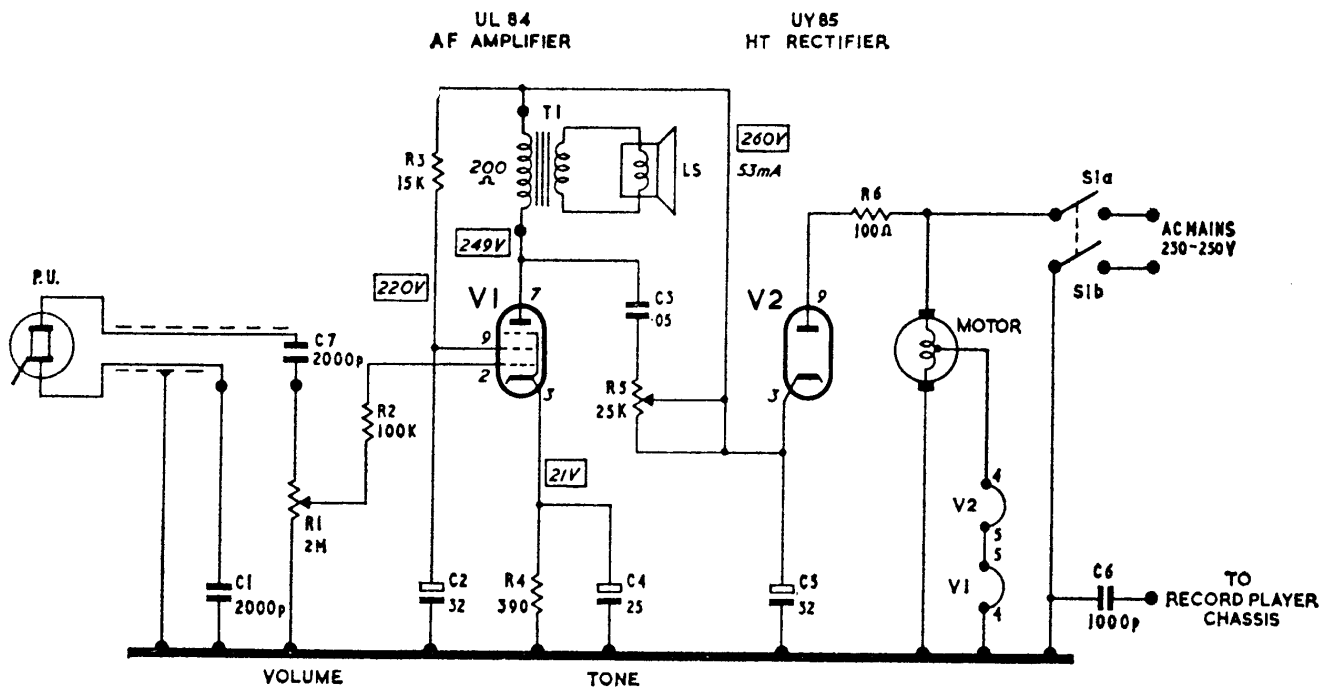 UL 84
AF AMPLIFIER
UY85
HT RECTIFIER
T1
R3
15K
200
Ω
LS
260V
53mA
249V
220V
V1
7
9
2
3
C3
.05
R5
25K
V2
9
3
R6
100Ω
S1a
S1b
AC MAINS
230-250V
MOTOR
P.U.
C7
2000p
R2
100K
R1
2M
C1
2000p
21V
C2
32
R4
390
C4
25
C5
32
4
V2
5
5
V1
4
C6
1000p
TO
RECORD PLAYER
CHASSIS
VOLUME
TONE